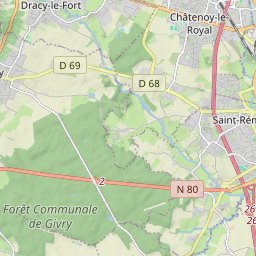 Dracy-le-Fort
Châtenoy-le-
Royal
D 69
D 68
Saint-Rém
2
N 80
Forêt Communale
de Givry